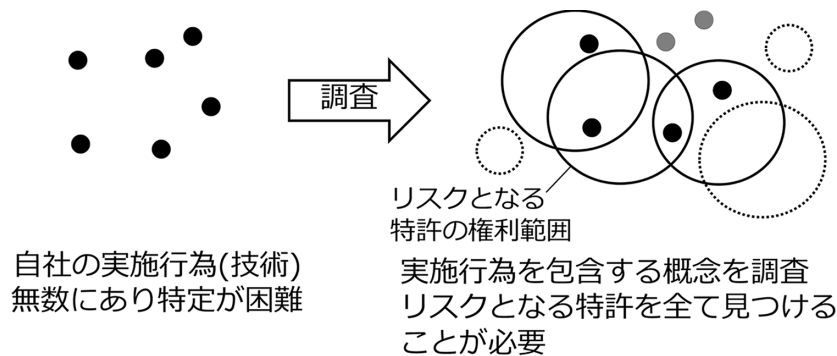 調査
リスクとなる
特許の権利範囲
自社の実施行為(技術)
無数にあり特定が困難
実施行為を包含する概念を調査
リスクとなる特許を全て見つける
ことが必要